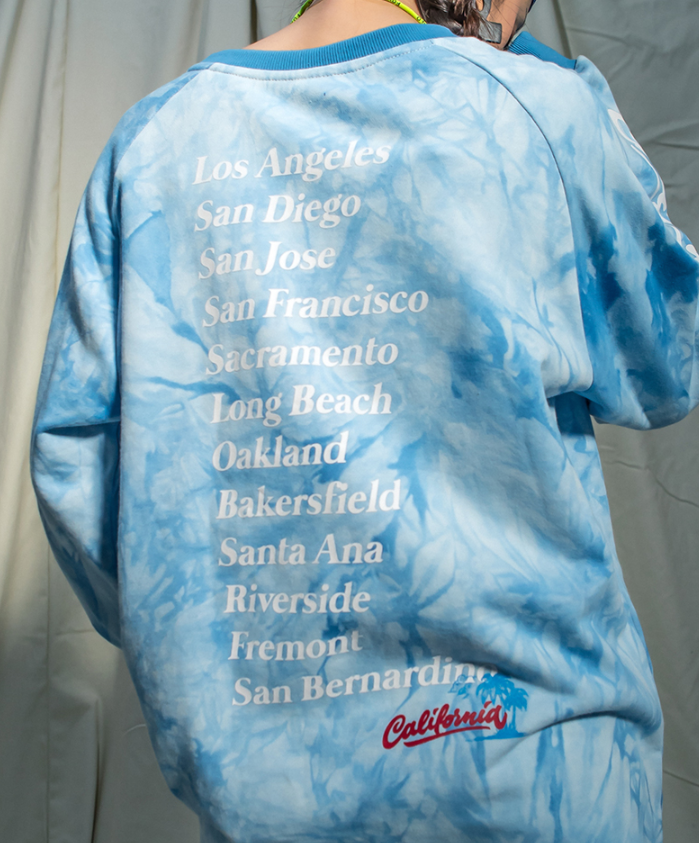 Los Angeles
San Diego
San Jose
San Francisco
Sacramento
Long Beach
Oakland
Bakersfield
Santa Ana
Riverside
Fremont
San Bernardino
California